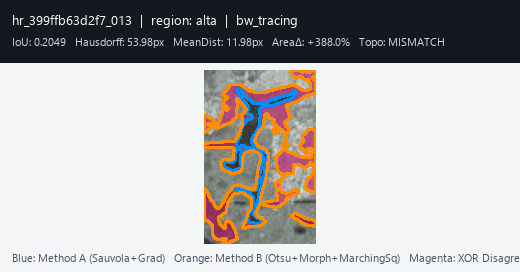 hr_399ffb63d2f7_013 | region: alta | bw_tracing
IoU: 0.2049 Hausdorff: 53.98px MeanDist: 11.98px AreaΔ: +388.0% Topo: MISMATCH
Blue: Method A (Sauvola+Grad) Orange: Method B (Otsu+Morph+MarchingSq) Magenta: XOR Disagre